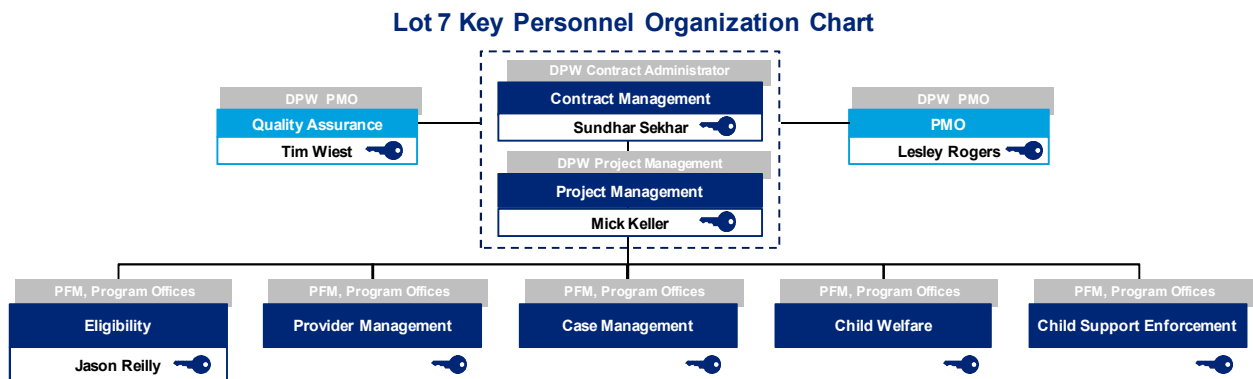 Lot 7 Key Personnel Organization Chart
DPW Contract Administrator
Contract Management
Sundhar Sekhar
DPW PMO
Quality Assurance
Tim Wiest
DPW PMO
PMO
Lesley Rogers
DPW Project Management
Project Management
Mick Keller
PFM, Program Offices
Eligibility
Jason Reilly
PFM, Program Offices
Provider Management
PFM, Program Offices
Case Management
PFM, Program Offices
Child Welfare
PFM, Program Offices
Child Support Enforcement